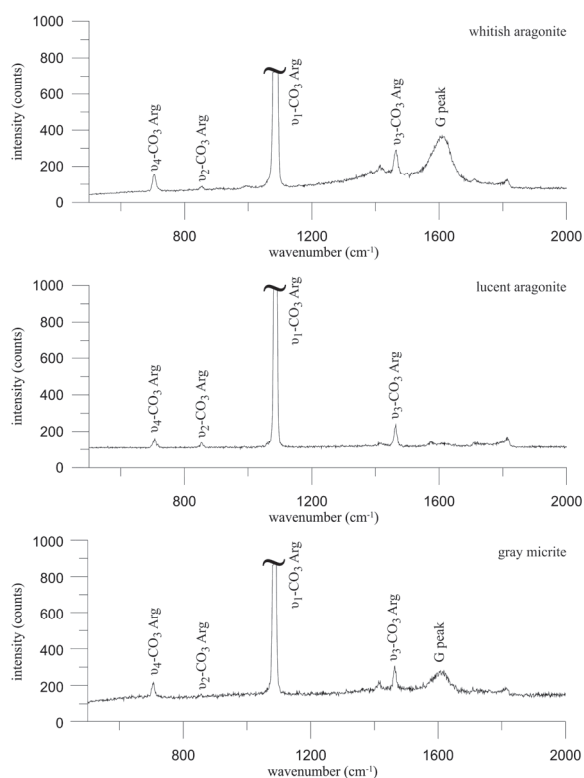 whitish aragonite
intensity (counts)
1000
800
600
400
200
0
υ4-CO3 Arg
υ2-CO3 Arg
υ1-CO3 Arg
υ3-CO3 Arg
G peak
800
1200
1600
2000
wavenumber (cm-1)
lucent aragonite
intensity (counts)
1000
800
600
400
200
0
υ4-CO3 Arg
υ2-CO3 Arg
υ1-CO3 Arg
υ3-CO3 Arg
800
1200
1600
2000
wavenumber (cm-1)
gray micrite
intensity (counts)
1000
800
600
400
200
0
υ4-CO3 Arg
υ2-CO3 Arg
υ1-CO3 Arg
υ3-CO3 Arg
G peak
800
1200
1600
2000
wavenumber (cm-1)